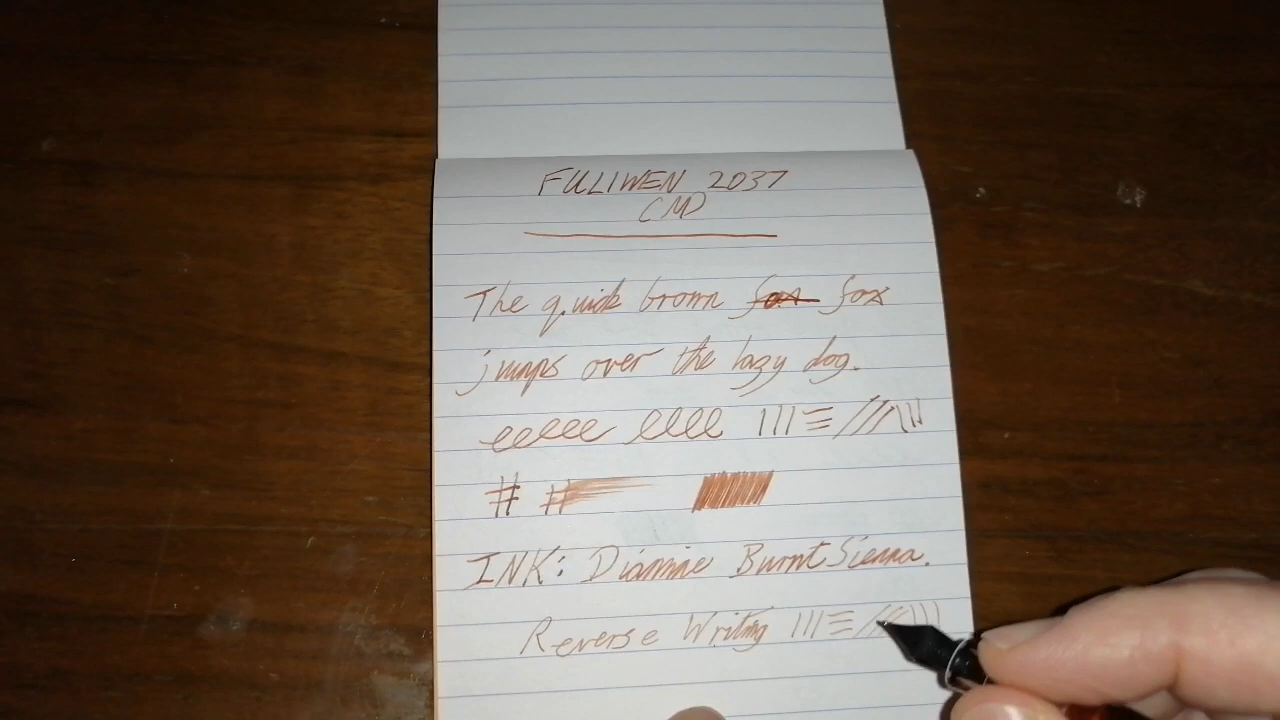 FULIWEN 2037
(M)
The quick brown fox fox
jumps over the lazy dog.
eeeeee llll
INK: Diamine Burnt Sienna.
Reverse Writing